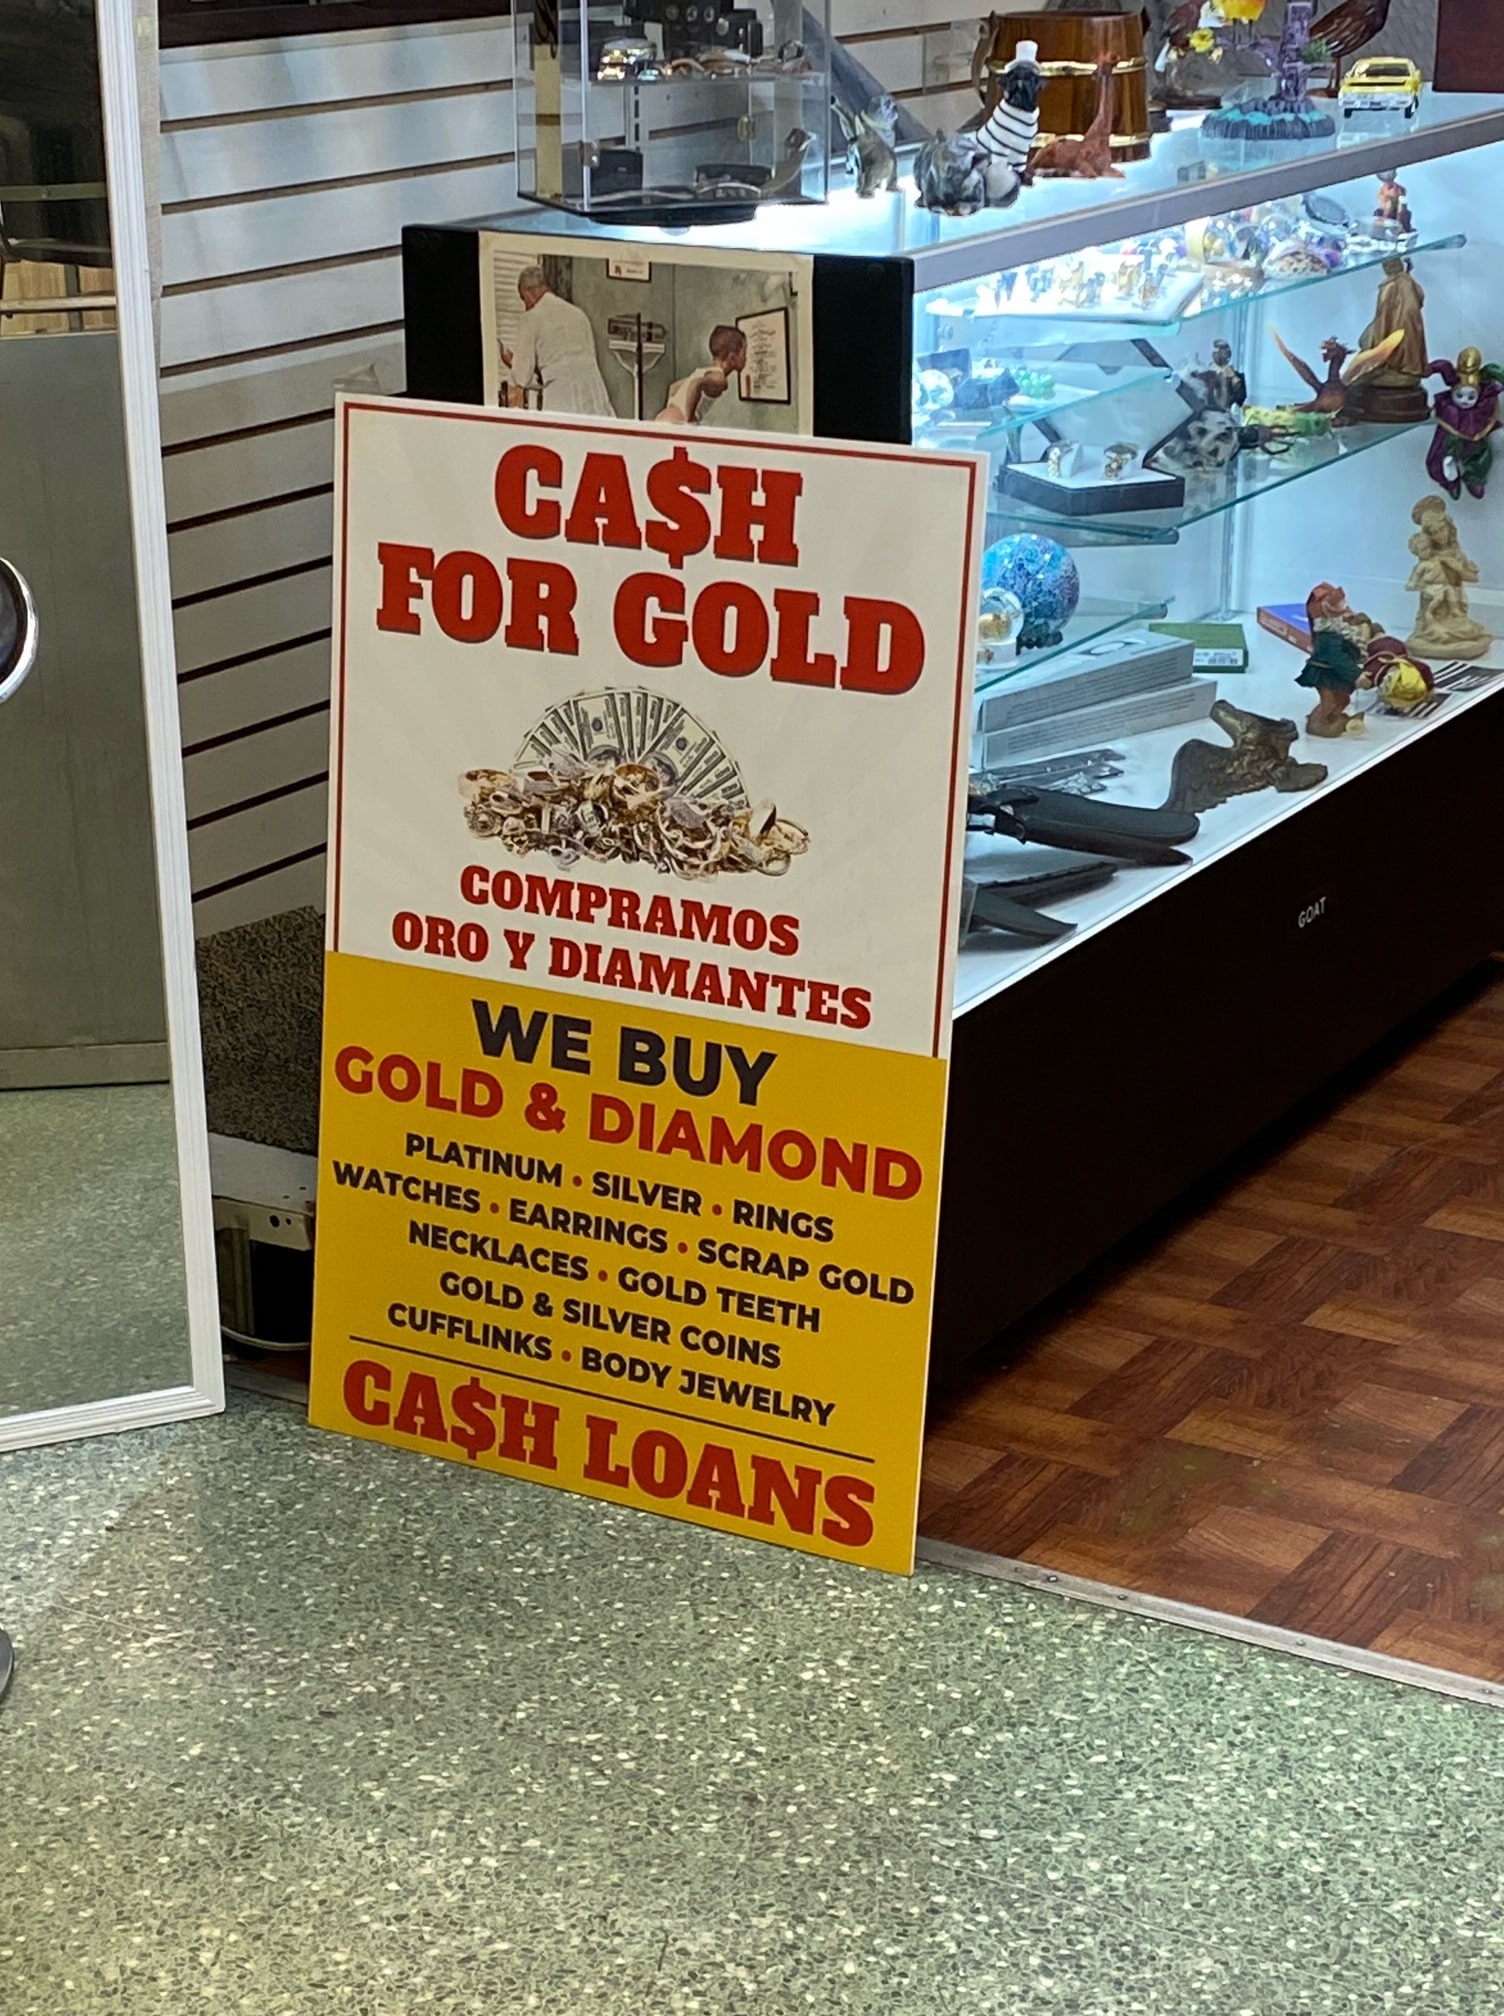 CA$H
FOR GOLD
COMPRAMOS
ORO Y DIAMANTES
WE BUY
GOLD & DIAMOND
PLATINUM • SILVER • RINGS
WATCHES • EARRINGS • SCRAP GOLD
NECKLACES • GOLD TEETH
GOLD & SILVER COINS
CUFFLINKS • BODY JEWELRY
CA$H LOANS
GOAT